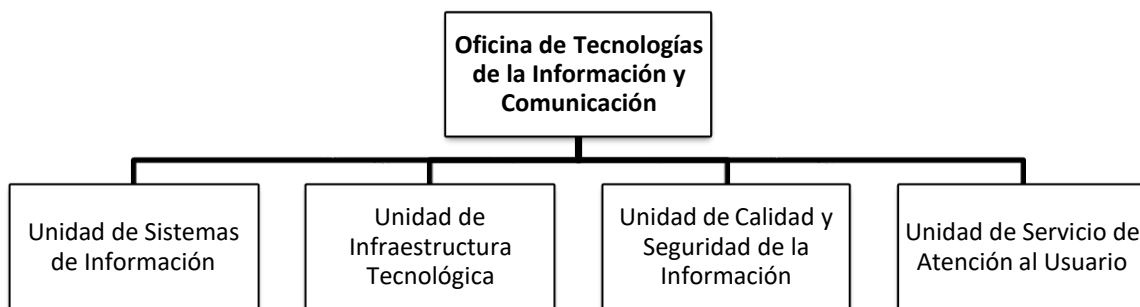 Oficina de Tecnologías
de la Información y
Comunicación
Unidad de Sistemas
de Información
Unidad de
Infraestructura
Tecnológica
Unidad de Calidad y
Seguridad de la
Información
Unidad de Servicio de
Atención al Usuario